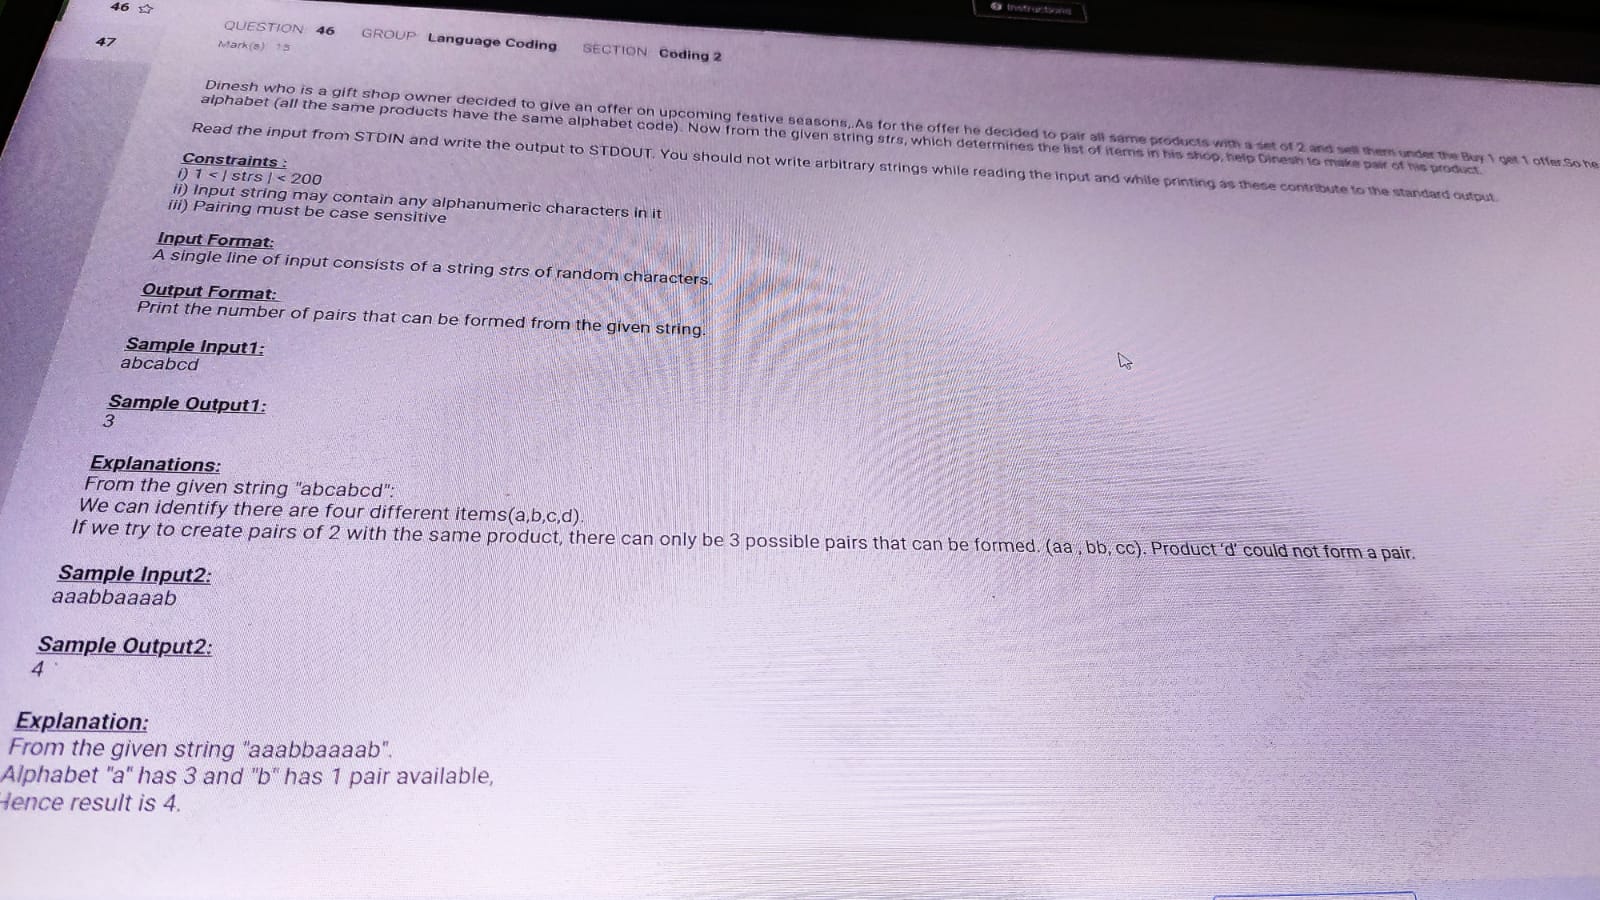 46 ☆
47
Instructions
QUESTION 46 GROUP Language Coding SECTION Coding 2
Mark(s) 15
Dinesh who is a gift shop owner decided to give an offer on upcoming festive seasons,.As for the offer he decided to pair all same products with a set of 2 and sell them under the Buy 1 get 1 offer.So he
alphabet (all the same products have the same alphabet code). Now from the given string strs, which determines the list of items in his shop, help Dinesh to make pair of his product.
Read the input from STDIN and write the output to STDOUT. You should not write arbitrary strings while reading the input and while printing as these contribute to the standard output.
Constraints :
i) 1 < | strs | < 200
ii) Input string may contain any alphanumeric characters in it
iii) Pairing must be case sensitive
Input Format:
A single line of input consists of a string strs of random characters.
Output Format:
Print the number of pairs that can be formed from the given string.
Sample Input1:
abcabcd
Sample Output1:
3
Explanations:
From the given string "abcabcd":
We can identify there are four different items(a,b,c,d).
If we try to create pairs of 2 with the same product, there can only be 3 possible pairs that can be formed. (aa , bb, cc). Product 'd' could not form a pair.
Sample Input2:
aaabbaaaab
Sample Output2:
4
Explanation:
From the given string "aaabbaaaab".
Alphabet "a" has 3 and "b" has 1 pair available,
Hence result is 4.